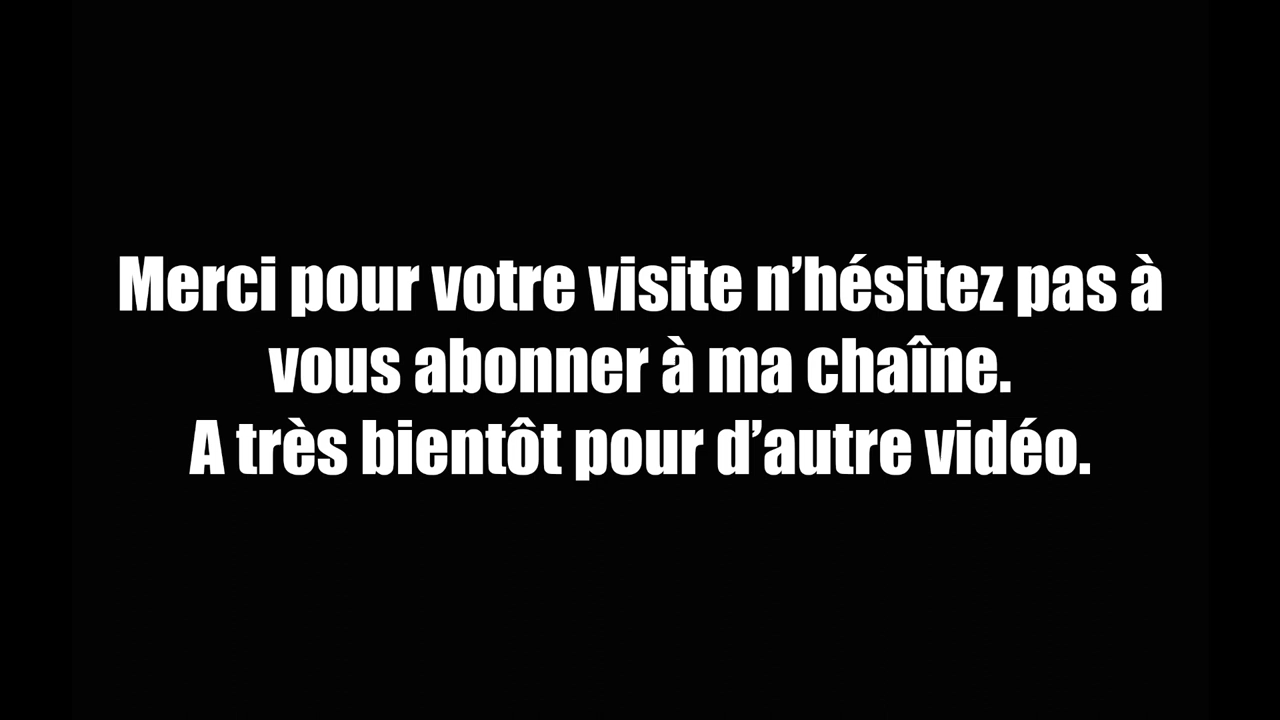 Merci pour votre visite n’hésitez pas à
vous abonner à ma chaîne.
A très bientôt pour d’autre vidéo.